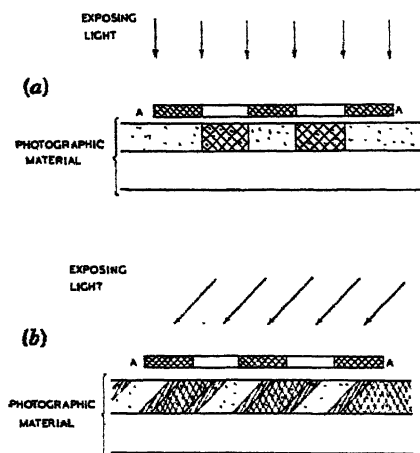 EXPOSING
LIGHT
(a)
A A
PHOTOGRAPHIC
MATERIAL
EXPOSING
LIGHT
(b)
A A
PHOTOGRAPHIC
MATERIAL